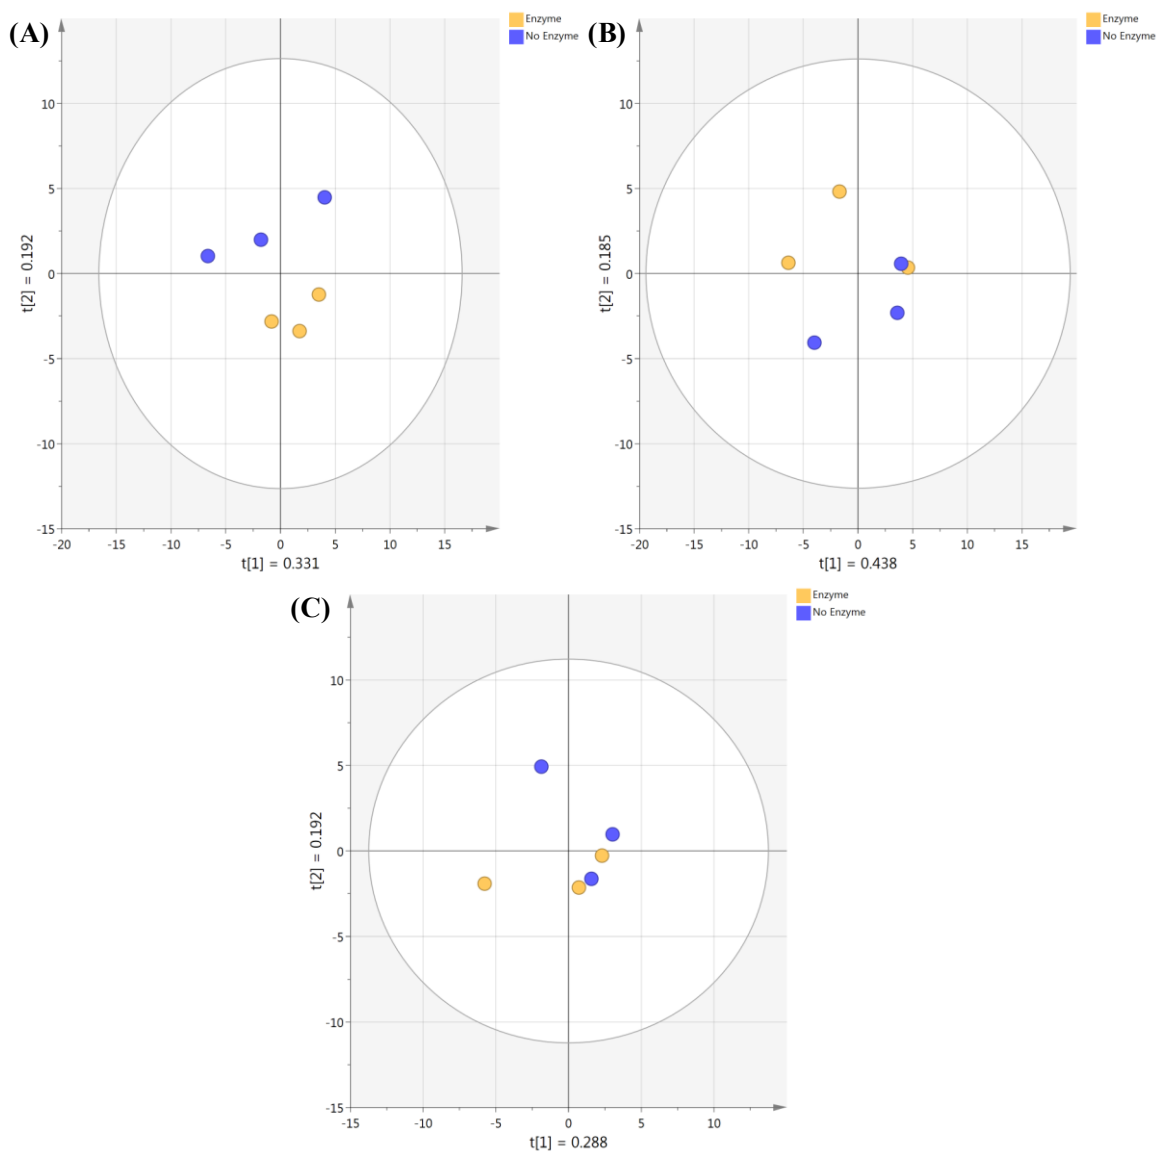 (A)
Enzyme
No Enzyme
10
5
0
-5
-10
-15
-20 -15 -10 -5 0 5 10 15
t[2] = 0.192
t[1] = 0.331
(B)
Enzyme
No Enzyme
10
5
0
-5
-10
-15
-20 -15 -10 -5 0 5 10 15
t[2] = 0.185
t[1] = 0.438
(C)
Enzyme
No Enzyme
10
5
0
-5
-10
-15
-15 -10 -5 0 5 10
t[2] = 0.192
t[1] = 0.288